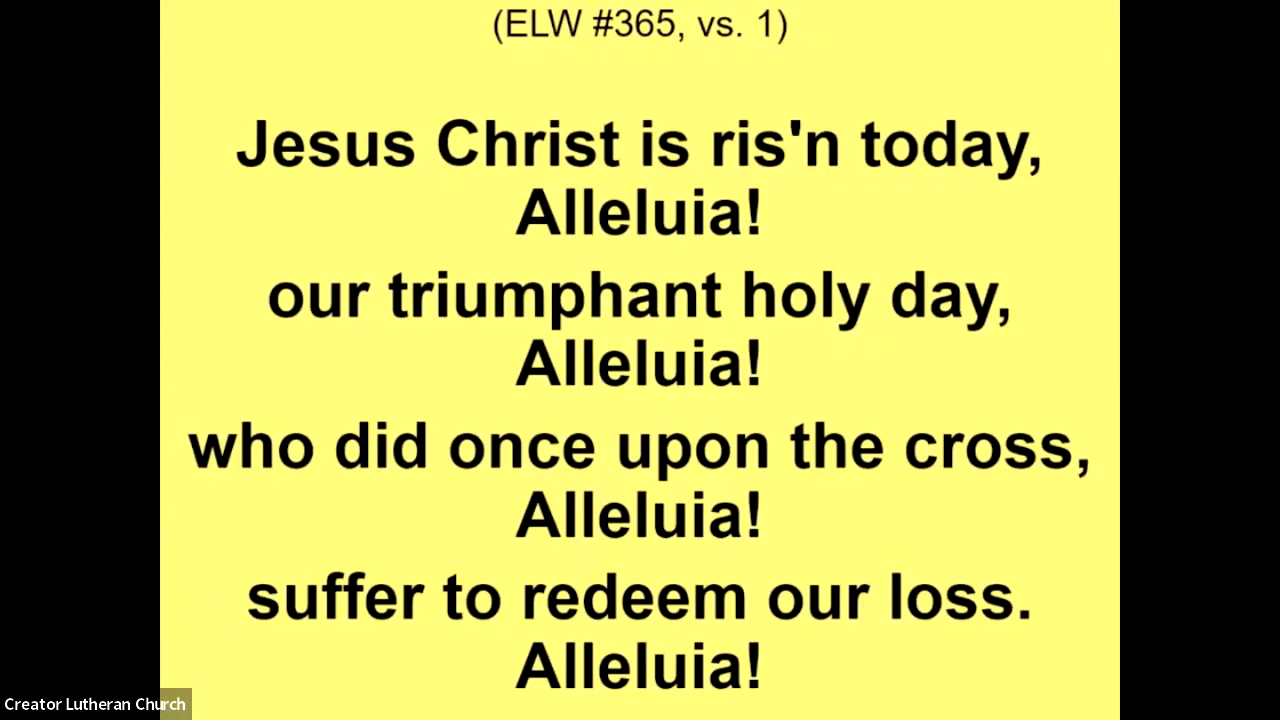 (ELW #365, vs. 1)
Jesus Christ is ris'n today,
Alleluia!
our triumphant holy day,
Alleluia!
who did once upon the cross,
Alleluia!
suffer to redeem our loss.
Alleluia!
Creator Lutheran Church